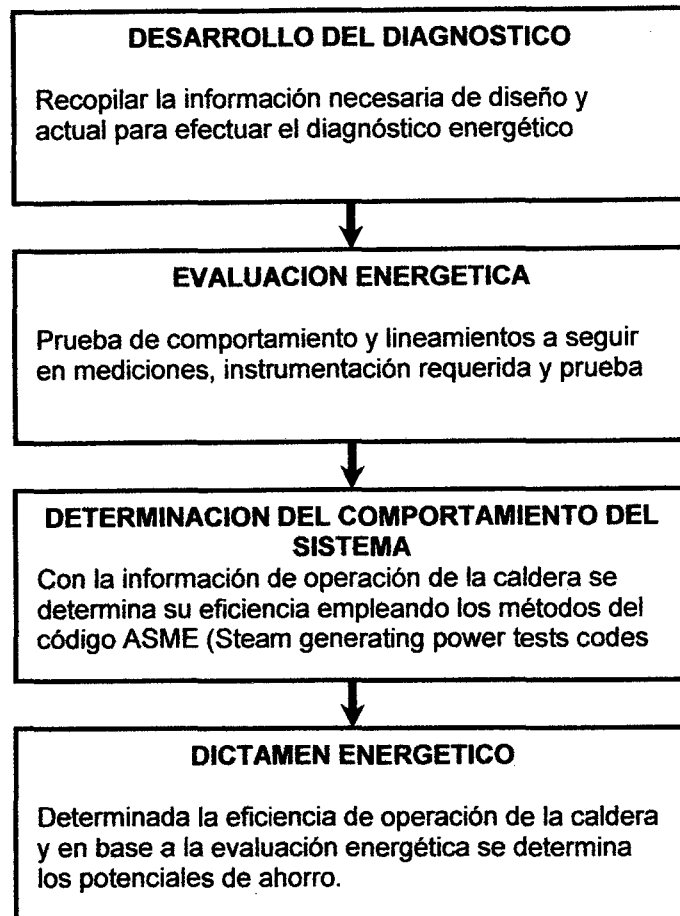 DESARROLLO DEL DIAGNOSTICO
Recopilar la información necesaria de diseño y
actual para efectuar el diagnóstico energético
EVALUACION ENERGETICA
Prueba de comportamiento y lineamientos a seguir
en mediciones, instrumentación requerida y prueba
DETERMINACION DEL COMPORTAMIENTO DEL
SISTEMA
Con la información de operación de la caldera se
determina su eficiencia empleando los métodos del
código ASME (Steam generating power tests codes
DICTAMEN ENERGETICO
Determinada la eficiencia de operación de la caldera
y en base a la evaluación energética se determina
los potenciales de ahorro.